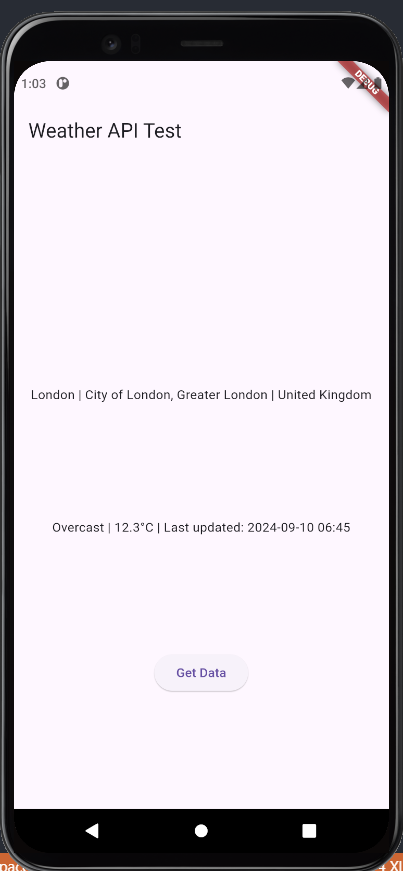 1:03
DEBUG
Weather API Test
London | City of London, Greater London | United Kingdom
Overcast | 12.3°C | Last updated: 2024-09-10 06:45
Get Data